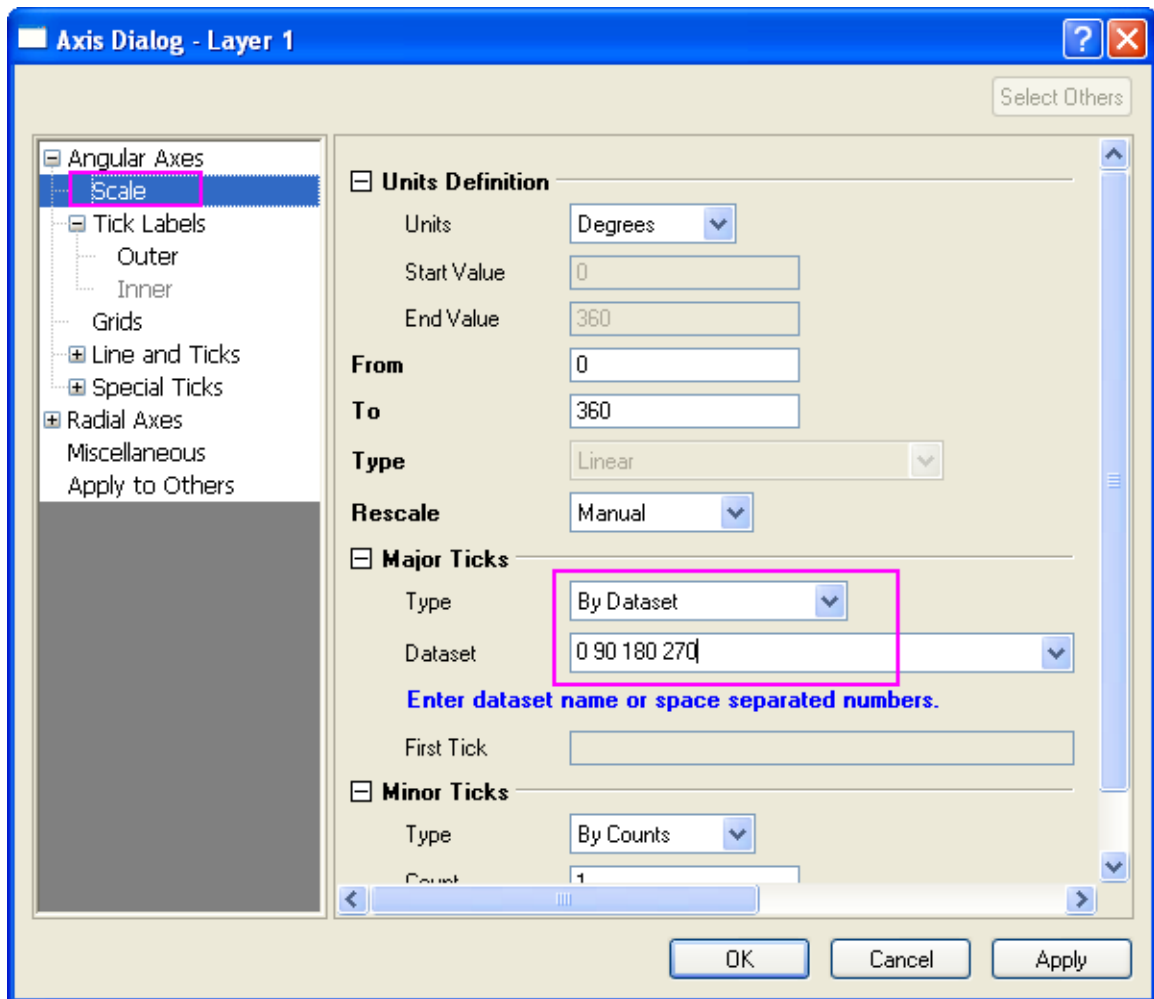 Axis Dialog - Layer 1
Select Others
Angular Axes
Scale
Tick Labels
Outer
Inner
Grids
Line and Ticks
Special Ticks
Radial Axes
Miscellaneous
Apply to Others
Units Definition
Units Degrees
Start Value 0
End Value 360
From 0
To 360
Type Linear
Rescale Manual
Major Ticks
Type By Dataset
Dataset 0 90 180 270
Enter dataset name or space separated numbers.
First Tick
Minor Ticks
Type By Counts
Count 1
OK Cancel Apply